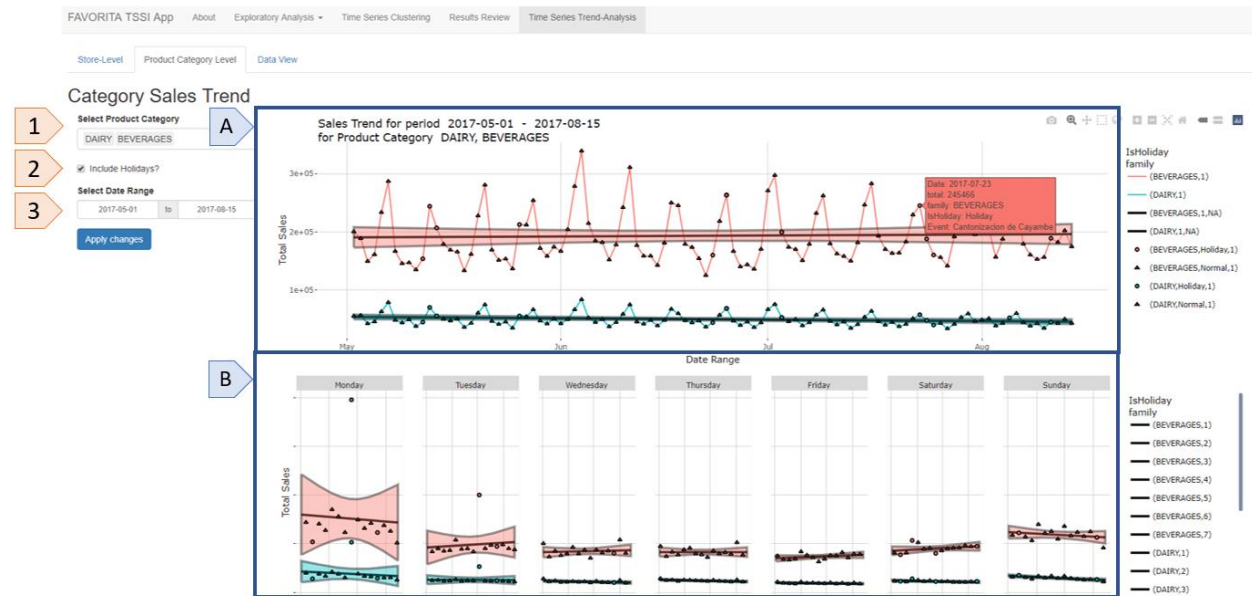 FAVORITA TSSI App About Exploratory Analysis Time Series Clustering Results Review Time Series Trend-Analysis
Store-Level Product Category Level Data View
Category Sales Trend
1
Select Product Category
DAIRY BEVERAGES
2
Include Holidays?
3
Select Date Range
2017-05-01 to 2017-08-15
Apply changes
A
Sales Trend for period 2017-05-01 - 2017-08-15
for Product Category DAIRY, BEVERAGES
Total Sales
3e+05
2e+05
1e+05
May Jun Jul Aug
Date Range
Date: 2017-07-23
total: 245466
family: BEVERAGES
IsHoliday: Holiday
Event: Cantonizacion de Cayambe
IsHoliday
family
(BEVERAGES,1)
(DAIRY,1)
(BEVERAGES,1,NA)
(DAIRY,1,NA)
(BEVERAGES,Holiday,1)
(BEVERAGES,Normal,1)
(DAIRY,Holiday,1)
(DAIRY,Normal,1)
B
Monday Tuesday Wednesday Thursday Friday Saturday Sunday
Total Sales
IsHoliday
family
(BEVERAGES,1)
(BEVERAGES,2)
(BEVERAGES,3)
(BEVERAGES,4)
(BEVERAGES,5)
(BEVERAGES,6)
(BEVERAGES,7)
(DAIRY,1)
(DAIRY,2)
(DAIRY,3)